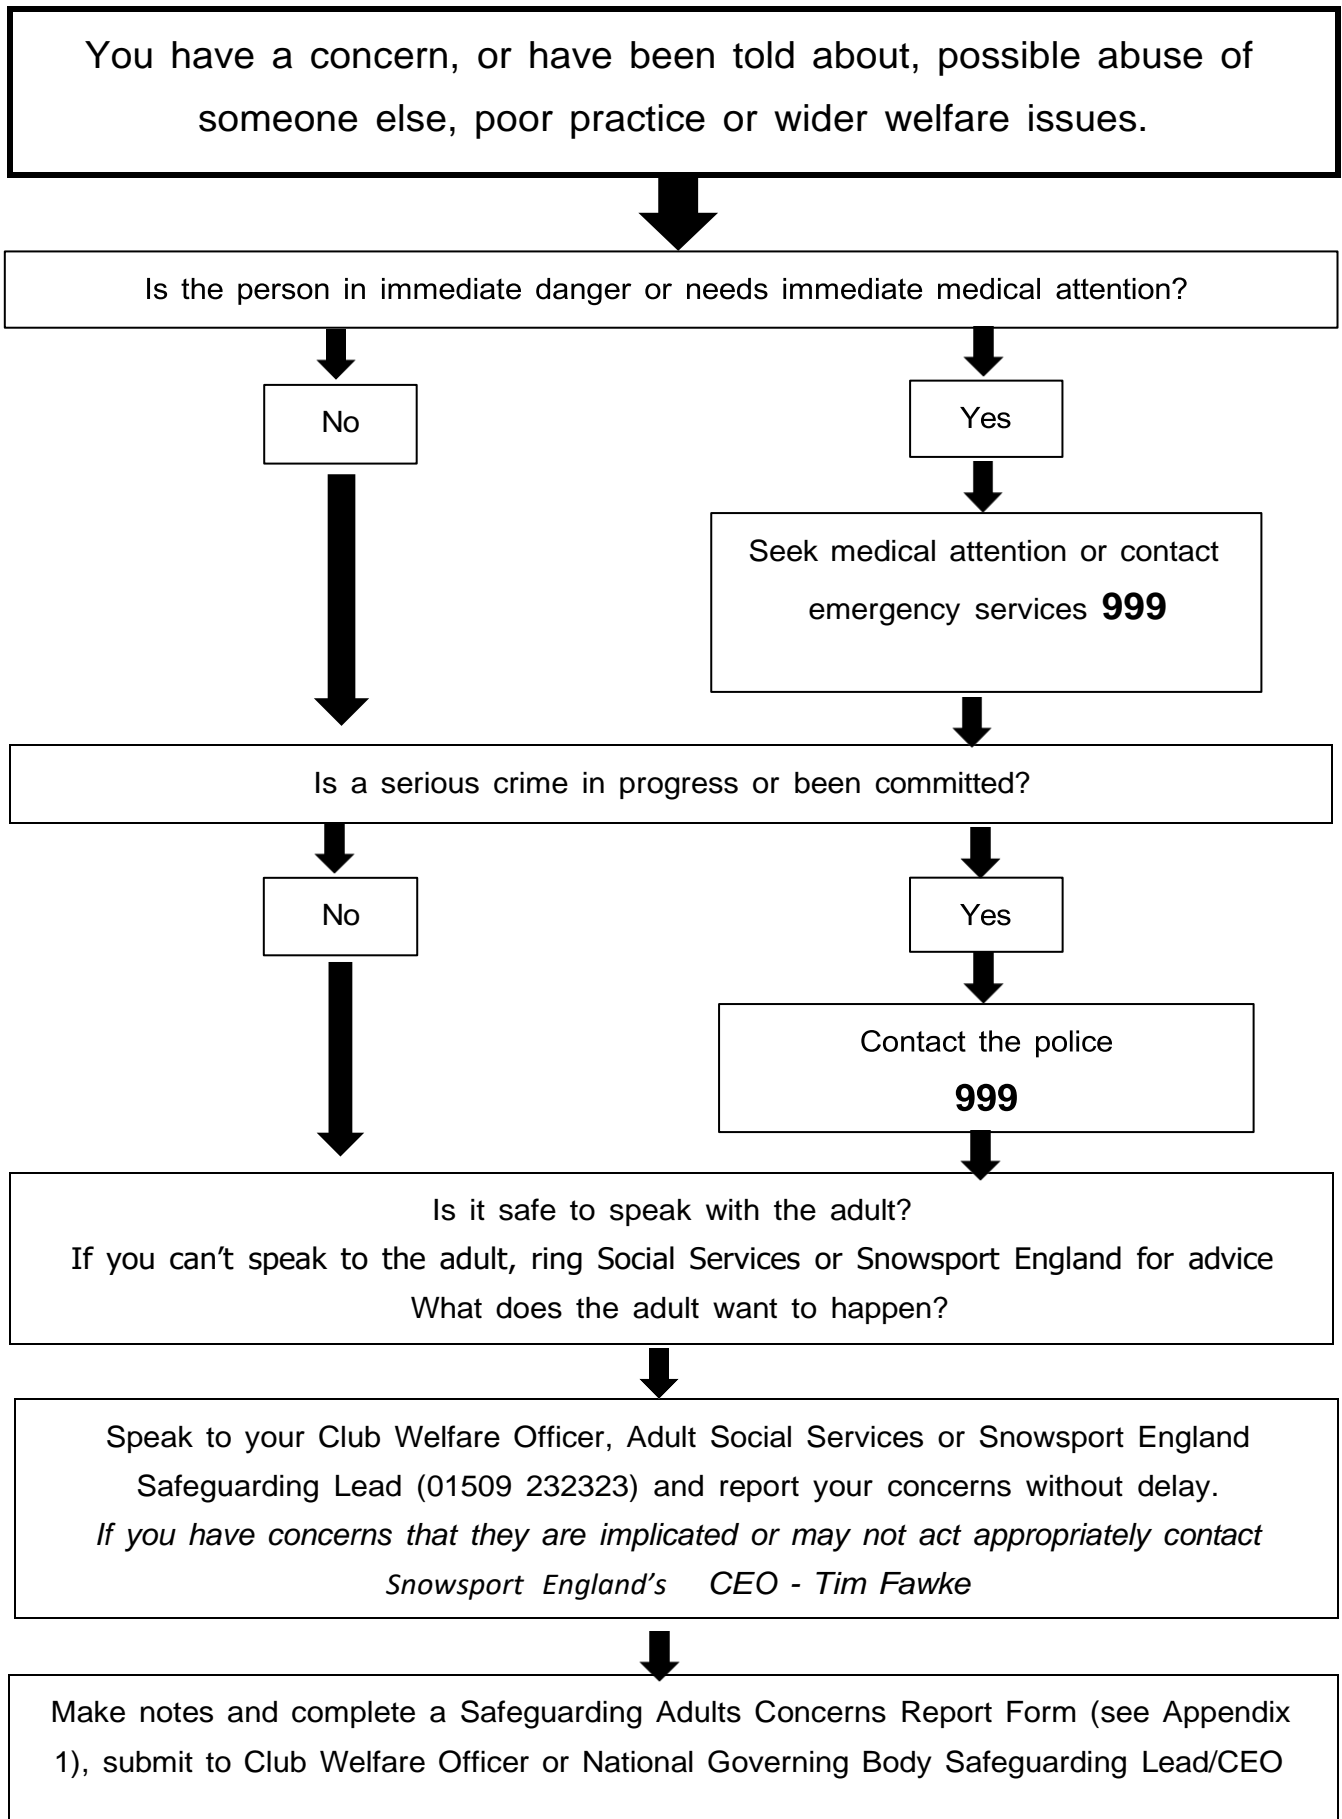 You have a concern, or have been told about, possible abuse of
someone else, poor practice or wider welfare issues.
Is the person in immediate danger or needs immediate medical attention?
No
Yes
Seek medical attention or contact
emergency services 999
Is a serious crime in progress or been committed?
No
Yes
Contact the police
999
Is it safe to speak with the adult?
If you can’t speak to the adult, ring Social Services or Snowsport England for advice
What does the adult want to happen?
Speak to your Club Welfare Officer, Adult Social Services or Snowsport England
Safeguarding Lead (01509 232323) and report your concerns without delay.
If you have concerns that they are implicated or may not act appropriately contact
Snowsport England’s CEO - Tim Fawke
Make notes and complete a Safeguarding Adults Concerns Report Form (see Appendix
1), submit to Club Welfare Officer or National Governing Body Safeguarding Lead/CEO